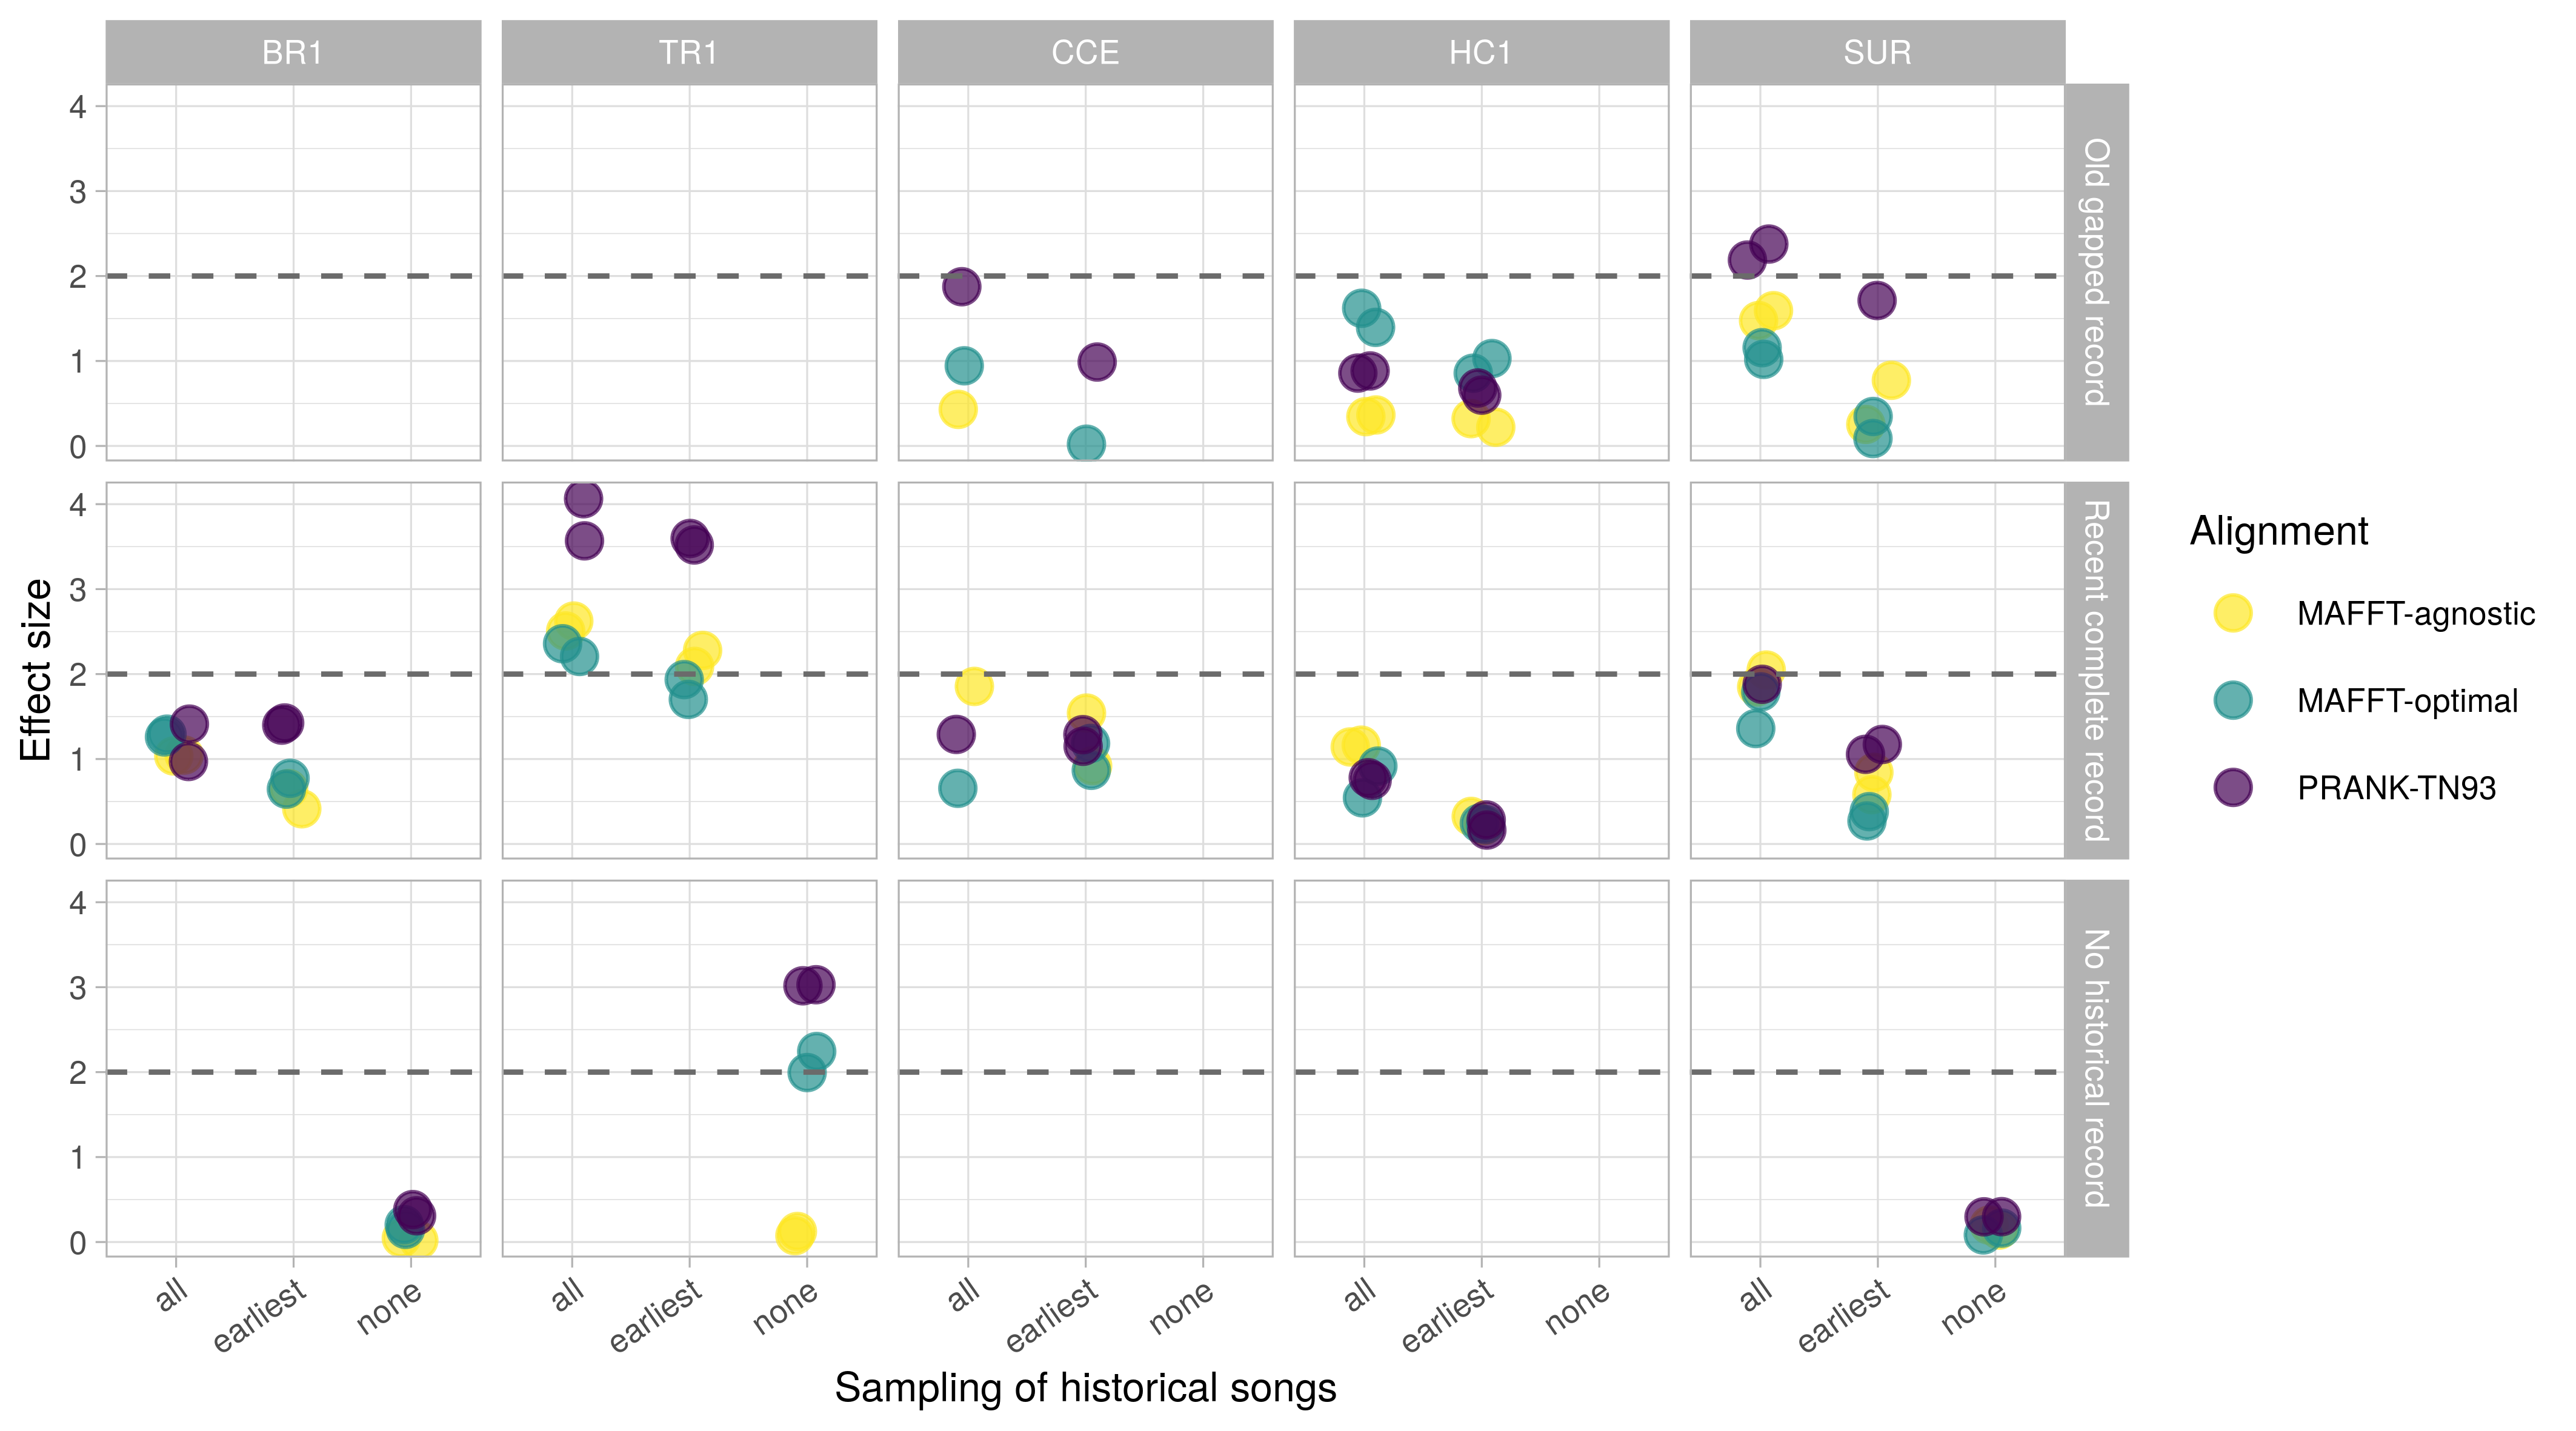 BR1
TR1
CCE
HC1
SUR
4
3
2
1
0
Old gapped record
4
3
2
1
0
Recent complete record
4
3
2
1
0
No historical record
Effect size
all
earliest
none
all
earliest
none
all
earliest
none
all
earliest
none
all
earliest
none
Sampling of historical songs
Alignment
MAFFT-agnostic
MAFFT-optimal
PRANK-TN93